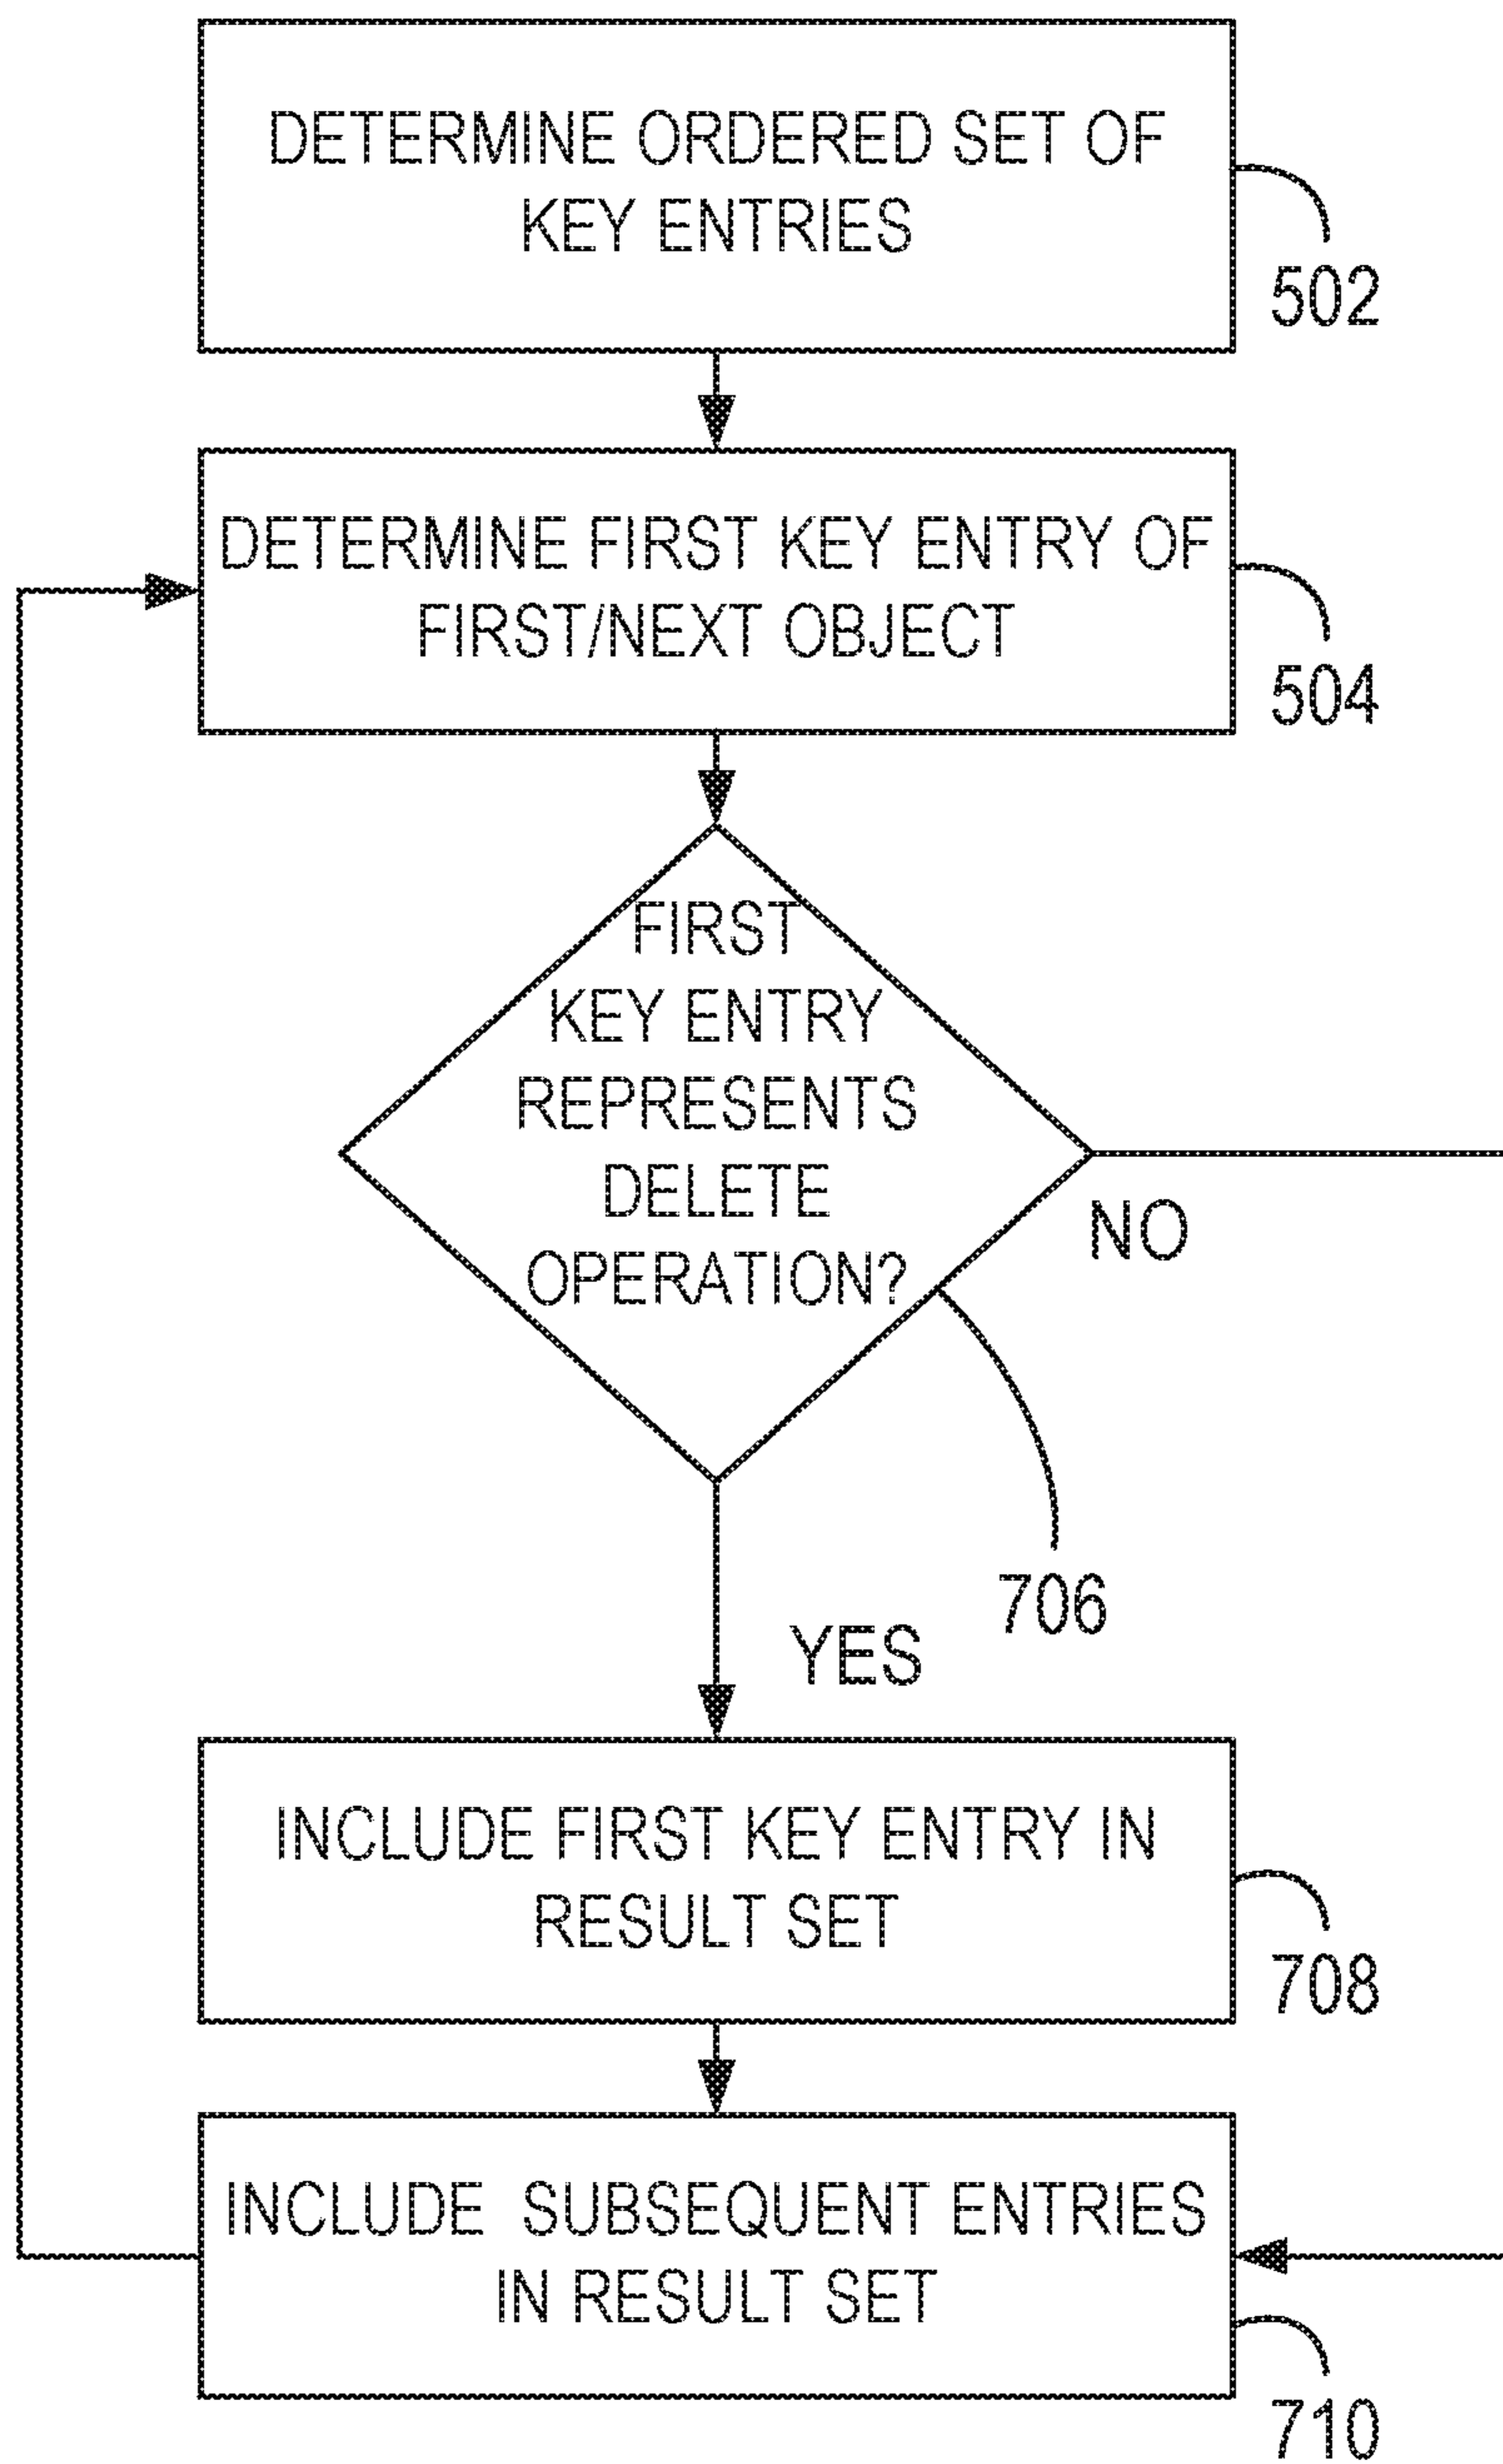 DETERMINE ORDERED SET OF
KEY ENTRIES
502
DETERMINE FIRST KEY ENTRY OF
FIRST/NEXT OBJECT
504
FIRST
KEY ENTRY
REPRESENTS
DELETE
OPERATION?
NO
706
YES
INCLUDE FIRST KEY ENTRY IN
RESULT SET
708
INCLUDE SUBSEQUENT ENTRIES
IN RESULT SET
710